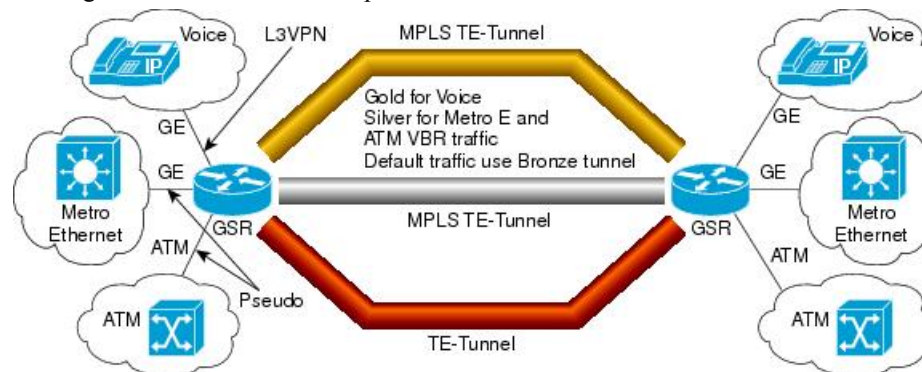 Voice
IP
L3VPN
MPLS TE-Tunnel
Voice
IP
GE
Gold for Voice
Silver for Metro E and
ATM VBR traffic
Default traffic use Bronze tunnel
GE
GE
Metro
Ethernet
GSR
MPLS TE-Tunnel
GSR
GE
Metro
Ethernet
ATM
Pseudo
ATM
TE-Tunnel
ATM
ATM